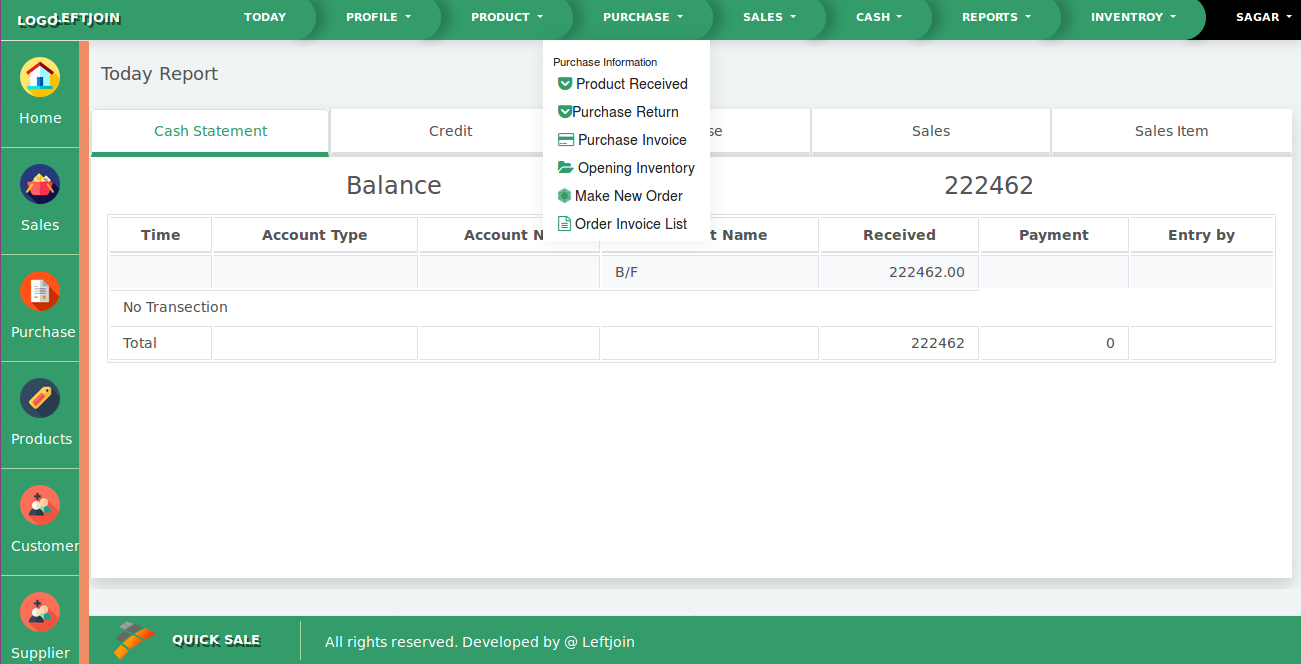 LOGO LEFTJOIN TODAY PROFILE PRODUCT PURCHASE SALES CASH REPORTS INVENTROY SAGAR
Home
Sales
Purchase
Products
Customer
Supplier
Today Report
Purchase Information
Product Received
Purchase Return
Purchase Invoice
Opening Inventory
Make New Order
Order Invoice List
Cash Statement Credit se Sales Sales Item
Balance 222462
Time Account Type Account N t Name Received Payment Entry by
B/F 222462.00
No Transection
Total 222462 0
QUICK SALE All rights reserved. Developed by @ Leftjoin